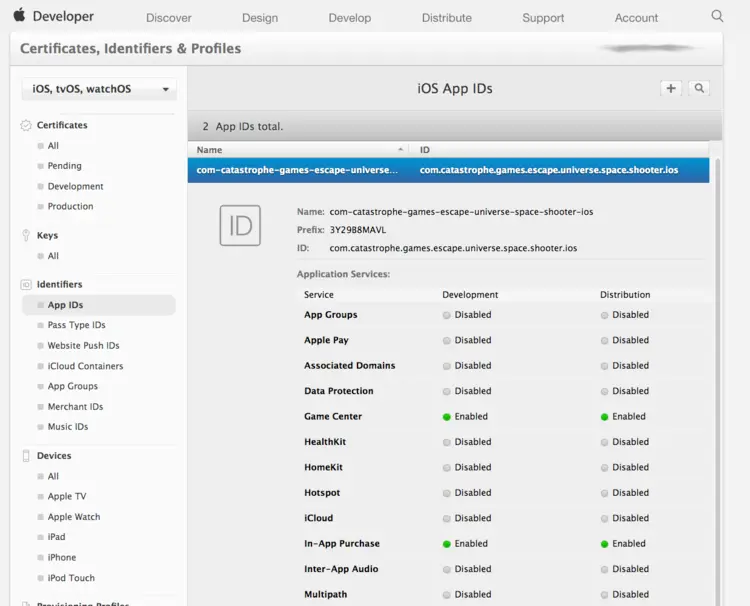 Developer Discover Design Develop Distribute Support Account
Certificates, Identifiers & Profiles
iOS, tvOS, watchOS
Certificates
All
Pending
Development
Production
Keys
All
Identifiers
App IDs
Pass Type IDs
Website Push IDs
iCloud Containers
App Groups
Merchant IDs
Music IDs
Devices
All
Apple TV
Apple Watch
iPad
iPhone
iPod Touch
Provisioning Profiles
iOS App IDs
2 App IDs total.
Name ID
com-catastrophe-games-escape-universe... com.catastrophe.games.escape.universe.space.shooter.ios
ID
Name: com-catastrophe-games-escape-universe-space-shooter-ios
Prefix: 3Y29B8MAVL
ID: com.catastrophe.games.escape.universe.space.shooter.ios
Application Services:
Service Development Distribution
App Groups Disabled Disabled
Apple Pay Disabled Disabled
Associated Domains Disabled Disabled
Data Protection Disabled Disabled
Game Center Enabled Enabled
HealthKit Disabled Disabled
HomeKit Disabled Disabled
Hotspot Disabled Disabled
iCloud Disabled Disabled
In-App Purchase Enabled Enabled
Inter-App Audio Disabled Disabled
Multipath Disabled Disabled